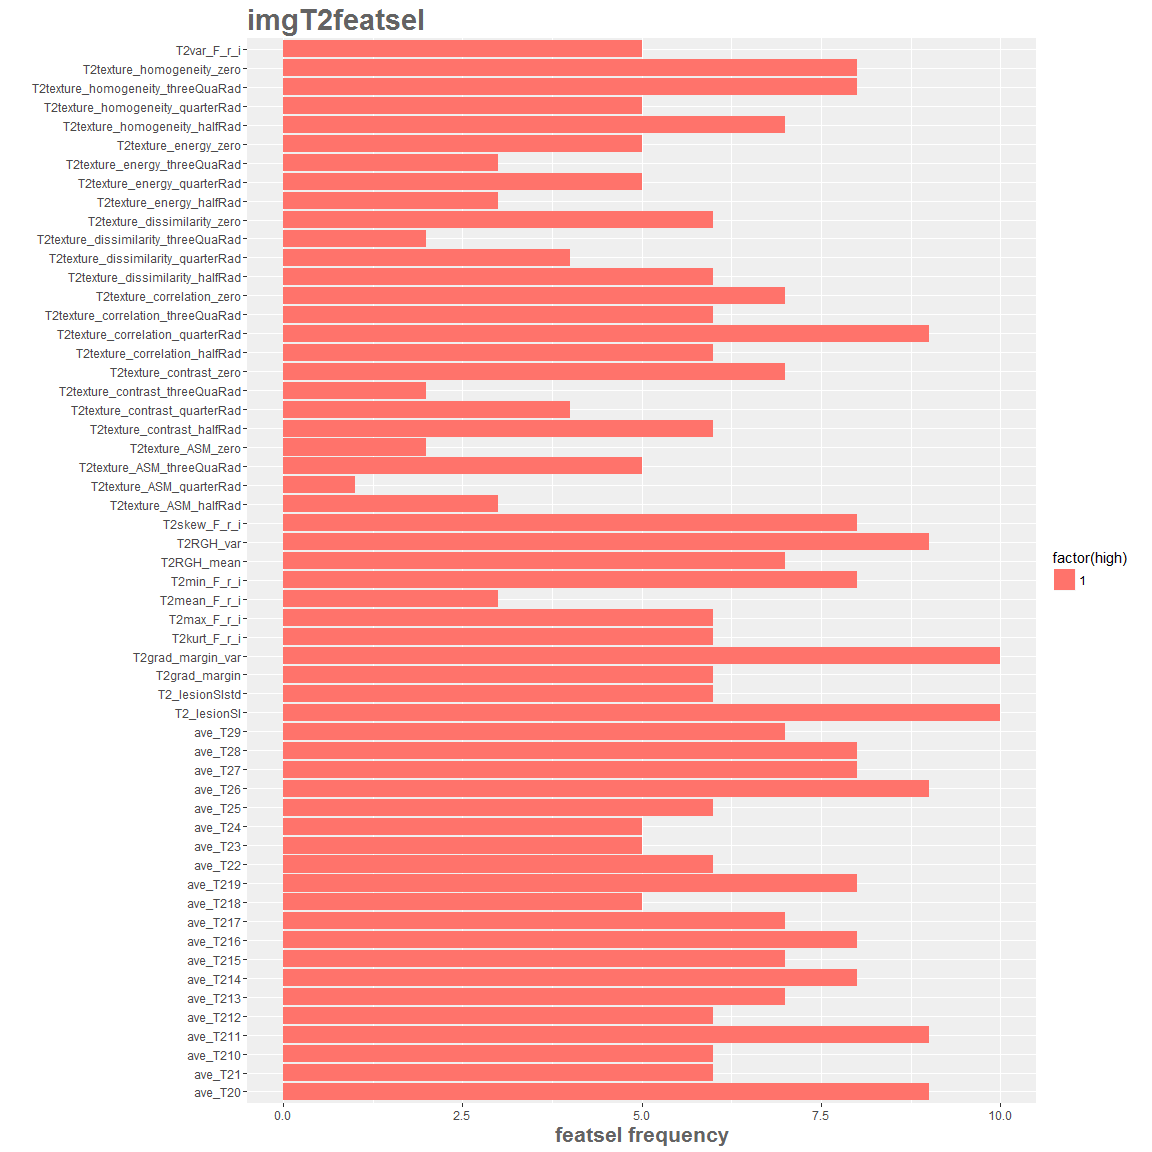 imgT2featsel
T2var_F_r_i
T2texture_homogeneity_zero
T2texture_homogeneity_threeQuaRad
T2texture_homogeneity_quarterRad
T2texture_homogeneity_halfRad
T2texture_energy_zero
T2texture_energy_threeQuaRad
T2texture_energy_quarterRad
T2texture_energy_halfRad
T2texture_dissimilarity_zero
T2texture_dissimilarity_threeQuaRad
T2texture_dissimilarity_quarterRad
T2texture_dissimilarity_halfRad
T2texture_correlation_zero
T2texture_correlation_threeQuaRad
T2texture_correlation_quarterRad
T2texture_correlation_halfRad
T2texture_contrast_zero
T2texture_contrast_threeQuaRad
T2texture_contrast_quarterRad
T2texture_contrast_halfRad
T2texture_ASM_zero
T2texture_ASM_threeQuaRad
T2texture_ASM_quarterRad
T2texture_ASM_halfRad
T2skew_F_r_i
T2RGH_var
T2RGH_mean
T2min_F_r_i
T2mean_F_r_i
T2max_F_r_i
T2kurt_F_r_i
T2grad_margin_var
T2grad_margin
T2_lesionSIstd
T2_lesionSI
ave_T29
ave_T28
ave_T27
ave_T26
ave_T25
ave_T24
ave_T23
ave_T22
ave_T219
ave_T218
ave_T217
ave_T216
ave_T215
ave_T214
ave_T213
ave_T212
ave_T211
ave_T210
ave_T21
ave_T20
0.0 2.5 5.0 7.5 10.0
featsel frequency
factor(high)
1